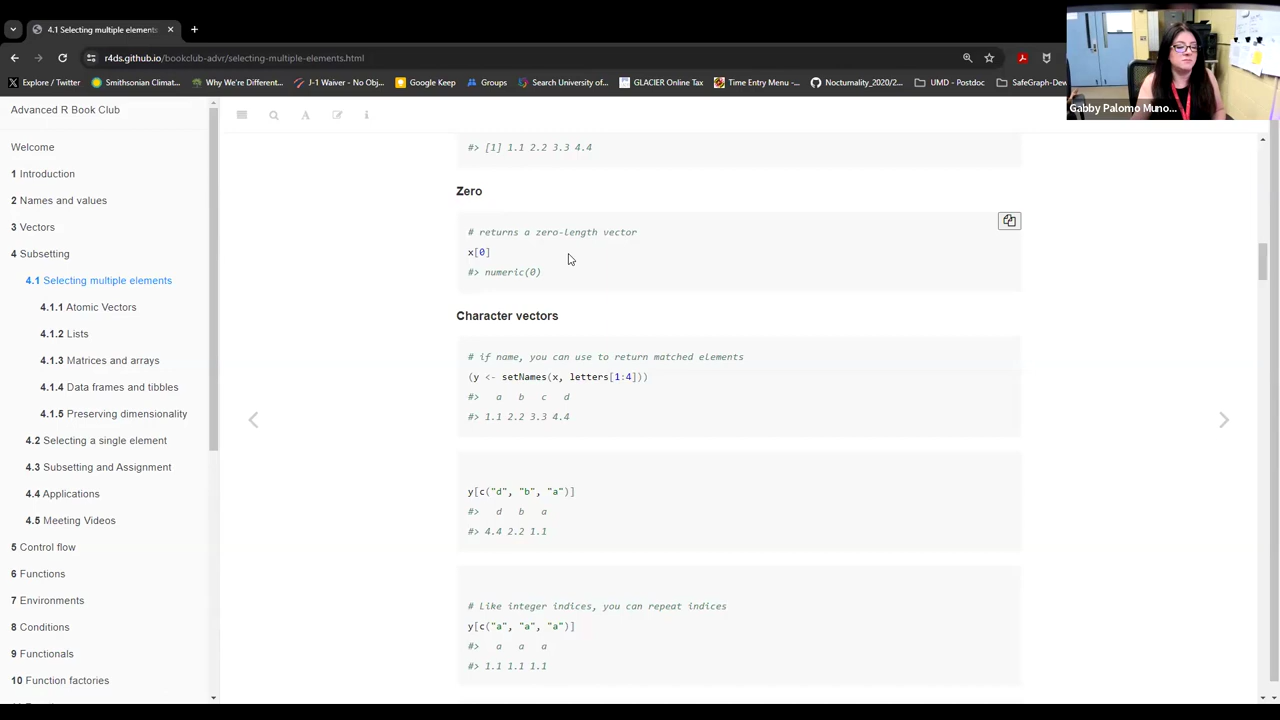 4.1 Selecting multiple elements
r4ds.github.io/bookclub-advr/selecting-multiple-elements.html
Explore / Twitter
Smithsonian Climat...
Why We're Different...
J-1 Waiver - No Obj...
Google Keep
Groups
Search University of...
GLACIER Online Tax
Time Entry Menu -...
Nocturnality_2020/2...
UMD - Postdoc
SafeGraph-De
Gabby Palomo Muno...
Advanced R Book Club
Welcome
1 Introduction
2 Names and values
3 Vectors
4 Subsetting
4.1 Selecting multiple elements
4.1.1 Atomic Vectors
4.1.2 Lists
4.1.3 Matrices and arrays
4.1.4 Data frames and tibbles
4.1.5 Preserving dimensionality
4.2 Selecting a single element
4.3 Subsetting and Assignment
4.4 Applications
4.5 Meeting Videos
5 Control flow
6 Functions
7 Environments
8 Conditions
9 Functionals
10 Function factories
#> [1] 1.1 2.2 3.3 4.4
Zero
# returns a zero-length vector
x[0]
#> numeric(0)
Character vectors
# if name, you can use to return matched elements
(y <- setNames(x, letters[1:4]))
#> a b c d
#> 1.1 2.2 3.3 4.4
y[c("d", "b", "a")]
#> d b a
#> 4.4 2.2 1.1
# Like integer indices, you can repeat indices
y[c("a", "a", "a")]
#> a a a
#> 1.1 1.1 1.1